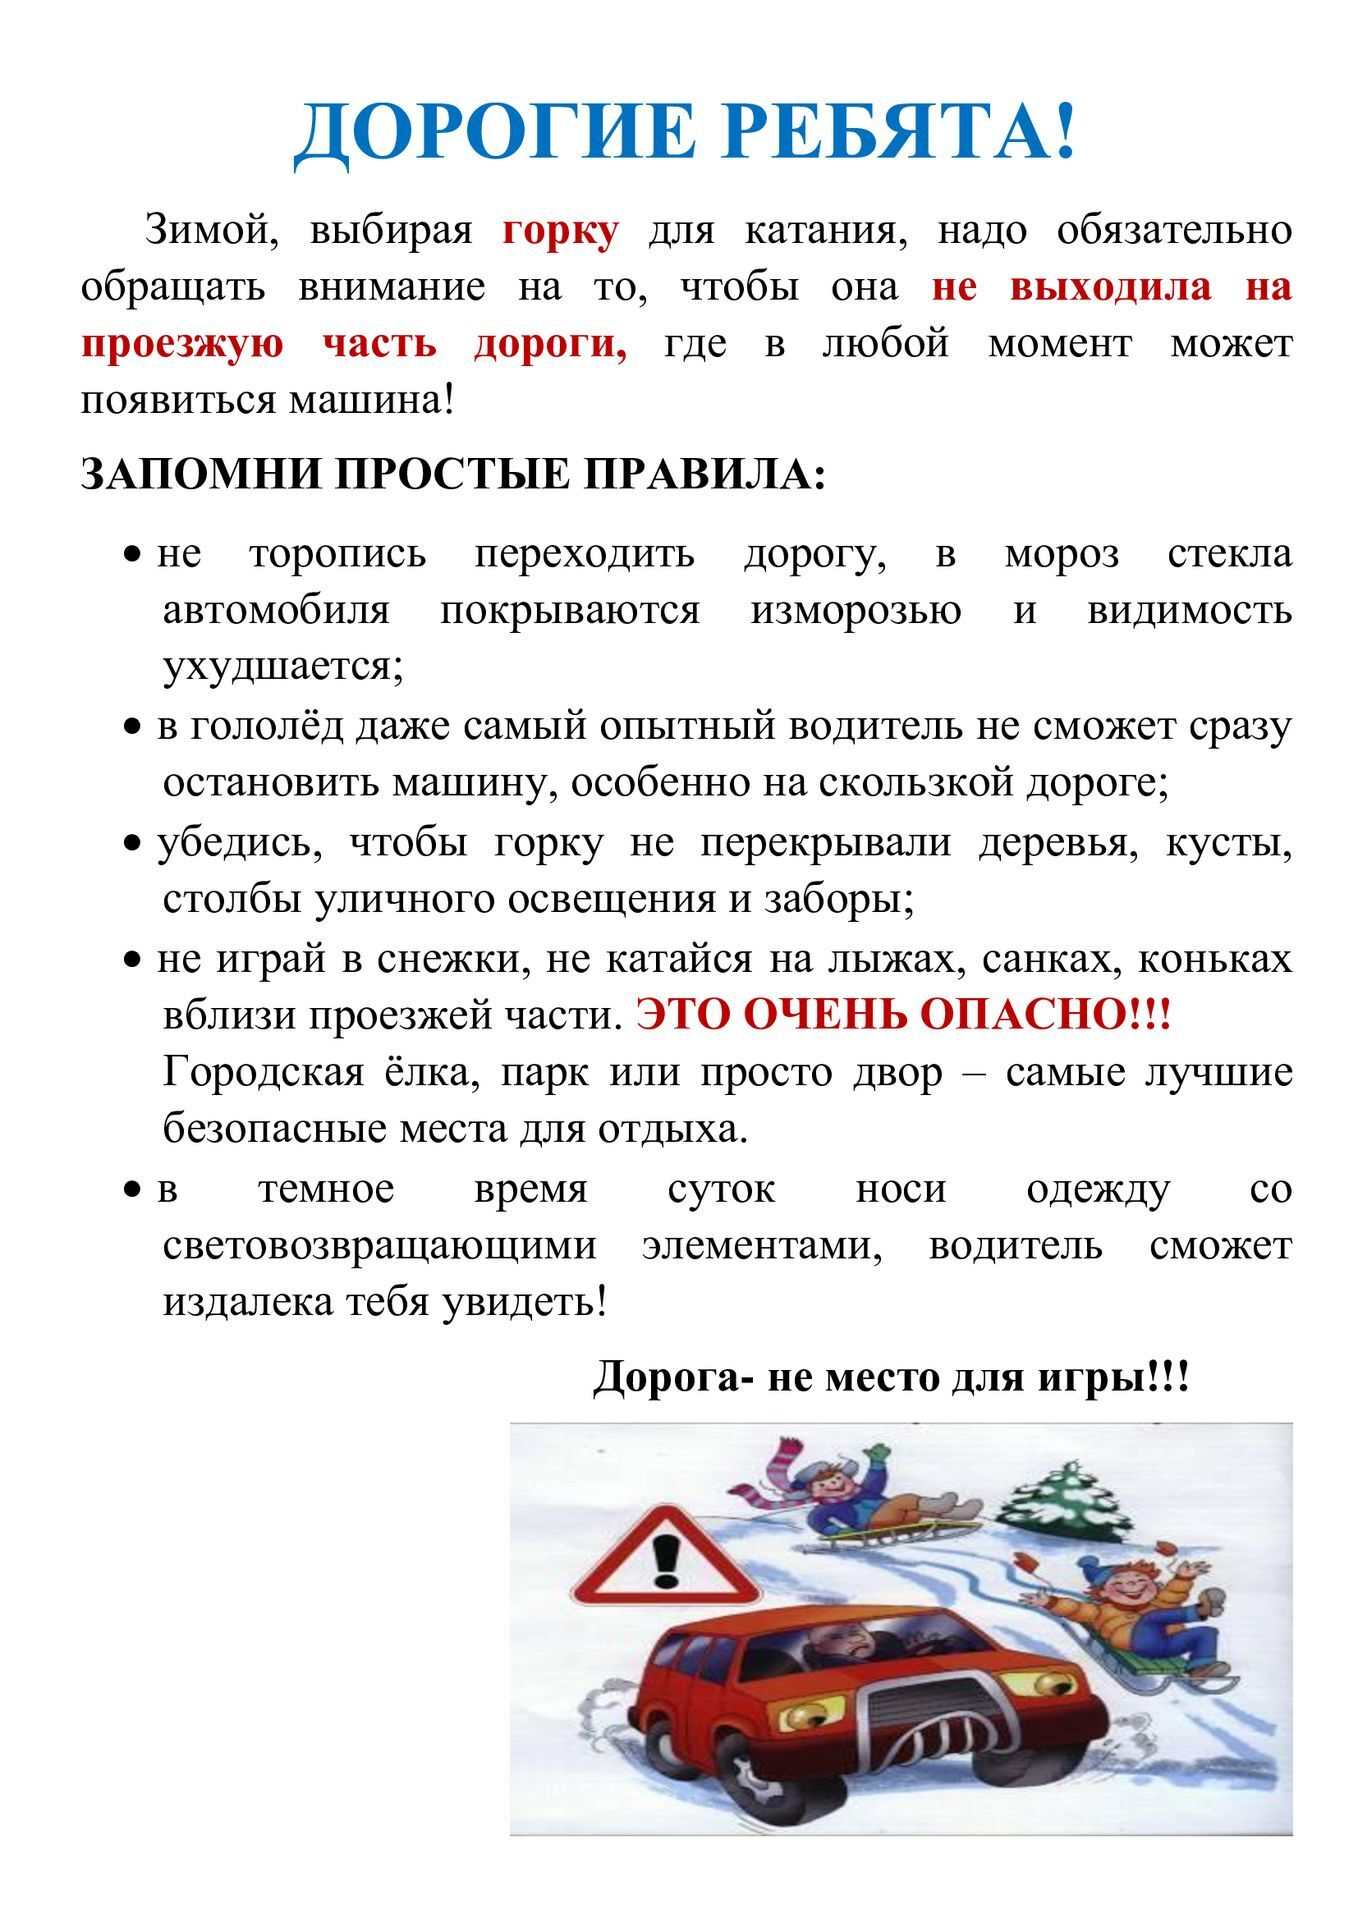 ДОРОГИЕ РЕБЯТА!
Зимой, выбирая горку для катания, надо обязательно
обращать внимание на то, чтобы она не выходила на
проезжую часть дороги, где в любой момент может
появиться машина!
ЗАПОМНИ ПРОСТЫЕ ПРАВИЛА:
• не торопись переходить дорогу, в мороз стекла
автомобиля покрываются изморозью и видимость
ухудшается;
• в гололёд даже самый опытный водитель не сможет сразу
остановить машину, особенно на скользкой дороге;
• убедись, чтобы горку не перекрывали деревья, кусты,
столбы уличного освещения и заборы;
• не играй в снежки, не катайся на лыжах, санках, коньках
вблизи проезжей части. ЭТО ОЧЕНЬ ОПАСНО!!!
Городская ёлка, парк или просто двор – самые лучшие
безопасные места для отдыха.
• в темное время суток носи одежду со
световозвращающими элементами, водитель сможет
издалека тебя увидеть!
Дорога- не место для игры!!!
!